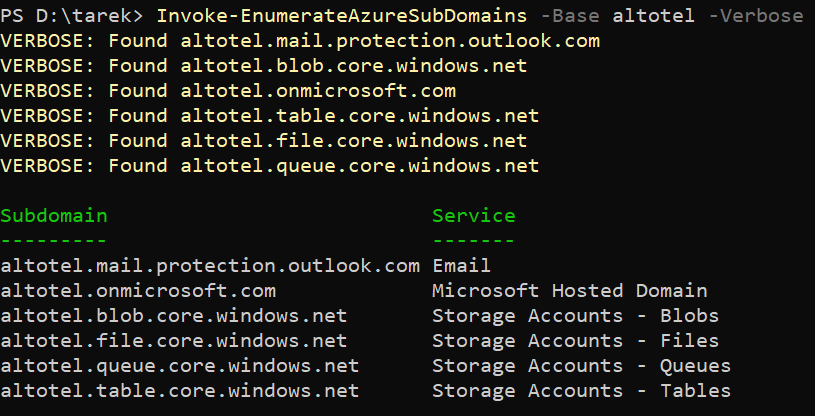 PS D:\tarek> Invoke-EnumerateAzureSubDomains -Base altotel -Verbose
VERBOSE: Found altotel.mail.protection.outlook.com
VERBOSE: Found altotel.blob.core.windows.net
VERBOSE: Found altotel.onmicrosoft.com
VERBOSE: Found altotel.table.core.windows.net
VERBOSE: Found altotel.file.core.windows.net
VERBOSE: Found altotel.queue.core.windows.net
Subdomain Service
--------- -------
altotel.mail.protection.outlook.com Email
altotel.onmicrosoft.com Microsoft Hosted Domain
altotel.blob.core.windows.net Storage Accounts - Blobs
altotel.file.core.windows.net Storage Accounts - Files
altotel.queue.core.windows.net Storage Accounts - Queues
altotel.table.core.windows.net Storage Accounts - Tables